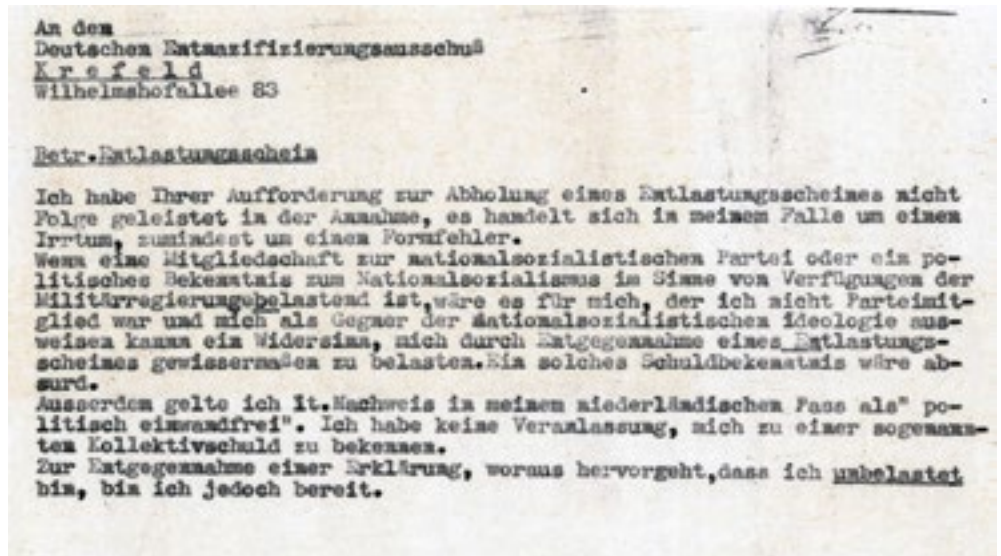 An den
Deutschen Entnazifizierungsausschuß
Krefeld
Wilhelmshofallee 83
Betr.Entlastungsschein
Ich habe Ihrer Aufforderung zur Abholung eines Entlastungsscheines nicht
Folge geleistet in der Annahme, es handelt sich in meinem Falle um einen
Irrtum, zumindest um einen Formfehler.
Wenn eine Mitgliedschaft zur nationalsozialistischen Partei oder ein po-
litisches Bekenntnis zum Nationalsozialismus im Sinne von Verfügungen der
Militärregierungbelastend ist,wäre es für mich, der ich nicht Parteimit-
glied war und mich als Gegner der nationalsozialistischen Ideologie aus-
weisen kann ein Widersinn, mich durch Entgegennahme eines Entlastungs-
scheines gewissermaßen zu belasten.Ein solches Schuldbekenntnis wäre ab-
surd.
Ausserdem gelte ich lt.Nachweis in meinem niederländischen Pass als" po-
litisch einwandfrei". Ich habe keine Veranlassung, mich zu einer sogenann-
ten Kollektivschuld zu bekennen.
Zur Entgegennahme einer Erklärung, woraus hervorgeht,dass ich unbelastet
bin, bin ich jedoch bereit.